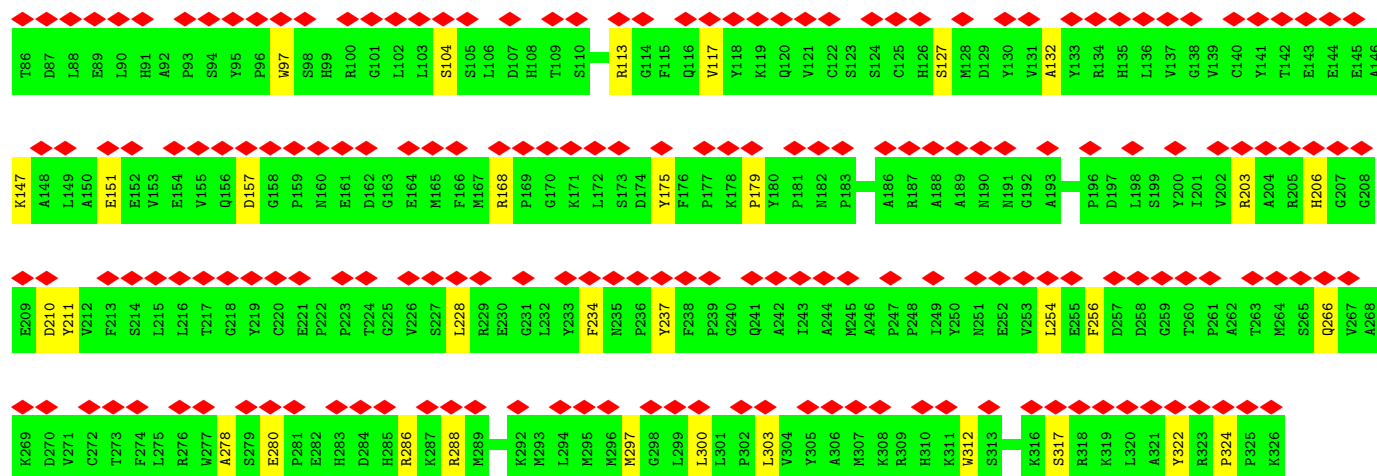 T86 D87 L88 E89 L90 H91 A92 P93 S94 Y95 P96 W97 S98 H99 R100 G101 L102 L103 S104 S105 L106 D107 H108 T109 S110 R113 G114 F115 Q116 V117 Y118 K119 Q120 V121 C122 S123 S124 C125 H126 S127 M128 D129 Y130 V131 A132 Y133 R134 H135 L136 V137 G138 V139 C140 Y141 T142 E143 E144 E145 A146
K147 A148 L149 A150 E151 E152 V153 E154 V155 Q156 D157 G158 P159 N160 E161 D162 G163 E164 M165 F166 M167 R168 P169 G170 K171 L172 S173 D174 Y175 F176 P177 K178 P179 Y180 P181 N182 P183 A186 R187 A188 A189 N190 N191 G192 A193 P196 D197 L198 S199 Y200 I201 V202 R203 A204 R205 H206 G207 G208
E209 D210 Y211 V212 F213 S214 L215 L216 T217 G218 Y219 C220 E221 P222 P223 T224 G225 V226 S227 L228 R229 E230 G231 L232 Y233 F234 N235 P236 Y237 F238 P239 G240 Q241 A242 I243 A244 M245 A246 P247 P248 I249 Y250 N251 E252 V253 L254 E255 F256 D257 D258 G259 T260 P261 A262 T263 M264 S265 Q266 V267 A268
K269 D270 V271 C272 T273 F274 L275 R276 W277 A278 S279 E280 P281 E282 H283 D284 H285 R286 K287 R288 M289 K292 M293 L294 M295 M296 M297 G298 L299 L300 L301 P302 L303 V304 Y305 A306 M307 K308 R309 H310 K311 W312 S313 K316 S317 R318 K319 L320 A321 Y322 R323 P324 P325 K326